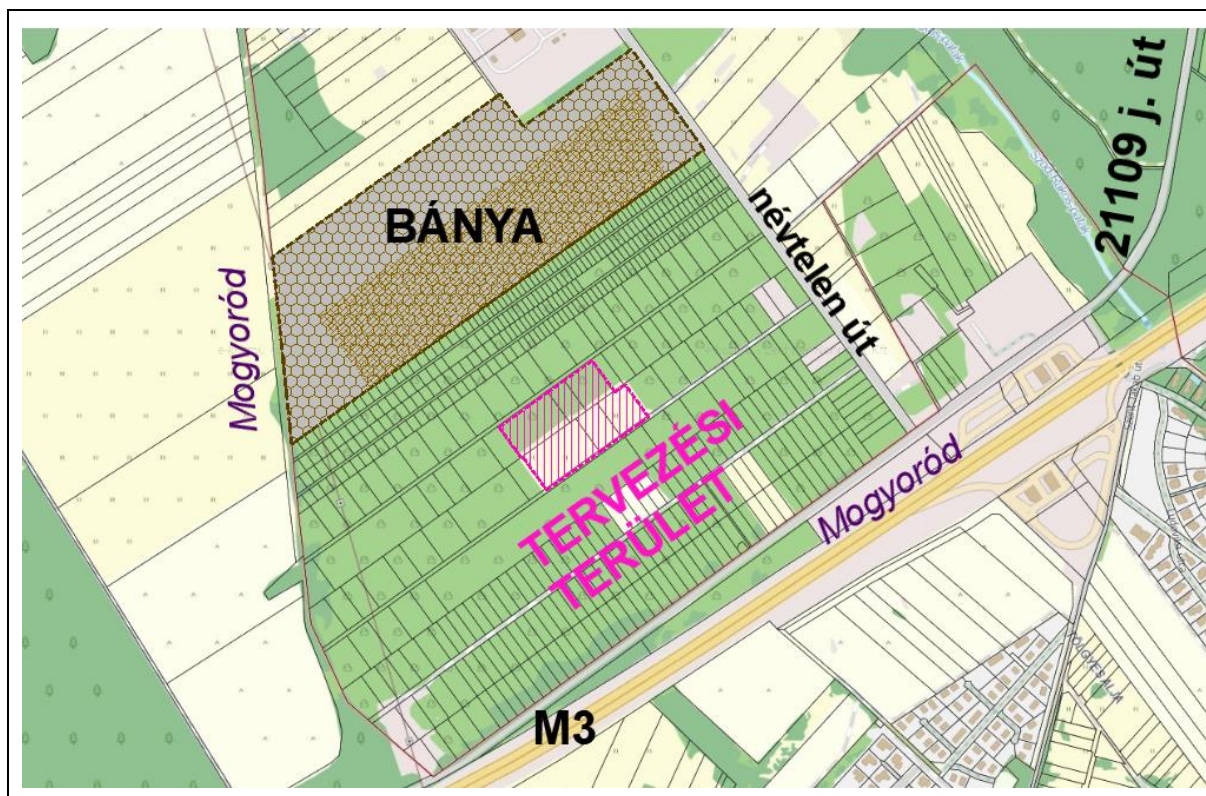 21109 j. út
BÁNYA
névtelen út
Mogyoród
TERVEZÉSI
TERÜLET
Mogyoród
M3